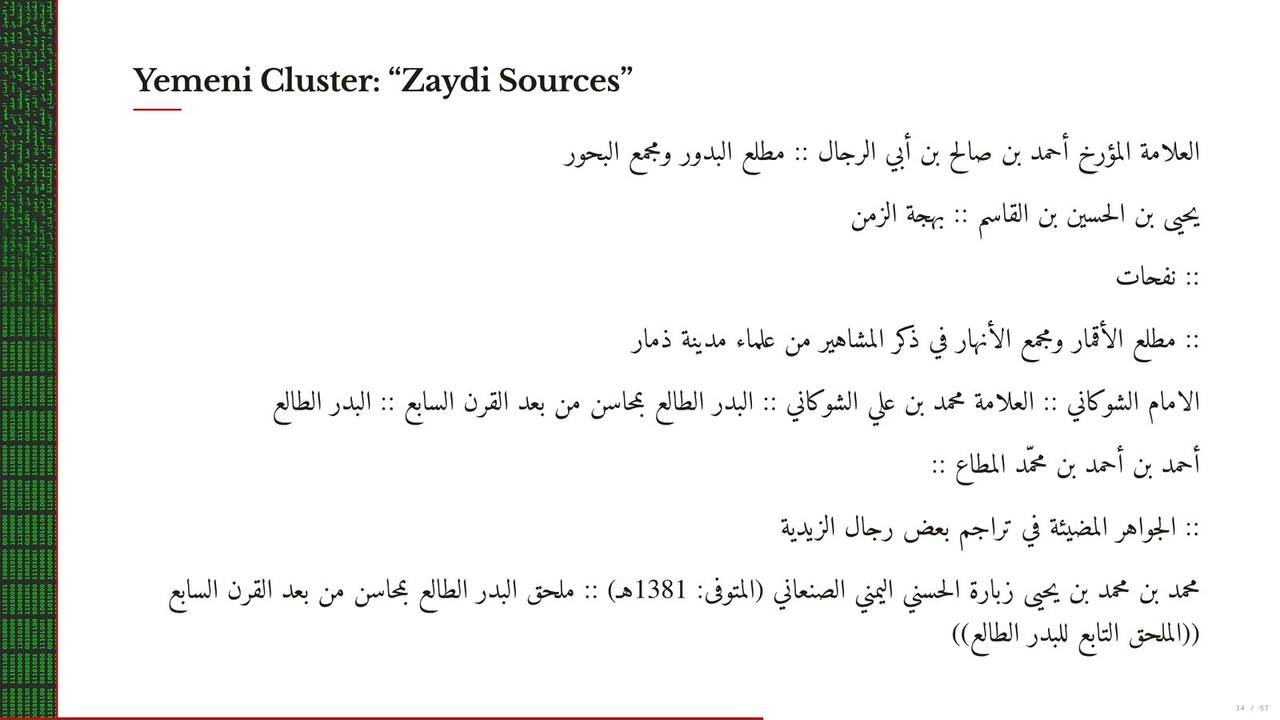 Yemeni Cluster: “Zaydi Sources”
العلامة المؤرخ أحمد بن صالح بن أبي الرجال :: مطلع البدور ومجمع البحور
يحيى بن الحسين بن القاسم :: بهجة الزمن
:: نفحات
:: مطلع الأقمار ومجمع الأنهار في ذكر المشاهير من علماء مدينة ذمار
الامام الشوكاني :: العلامة محمد بن علي الشوكاني :: البدر الطالع بمحاسن من بعد القرن السابع :: البدر الطالع
أحمد بن أحمد بن محمّد المطاع ::
:: الجواهر المضيئة في تراجم بعض رجال الزيدية
محمد بن محمد بن يحيى زبارة الحسني اليمني الصنعاني (المتوفى: 1381هـ) :: ملحق البدر الطالع بمحاسن من بعد القرن السابع
((الملحق التابع للبدر الطالع))
34 / 57